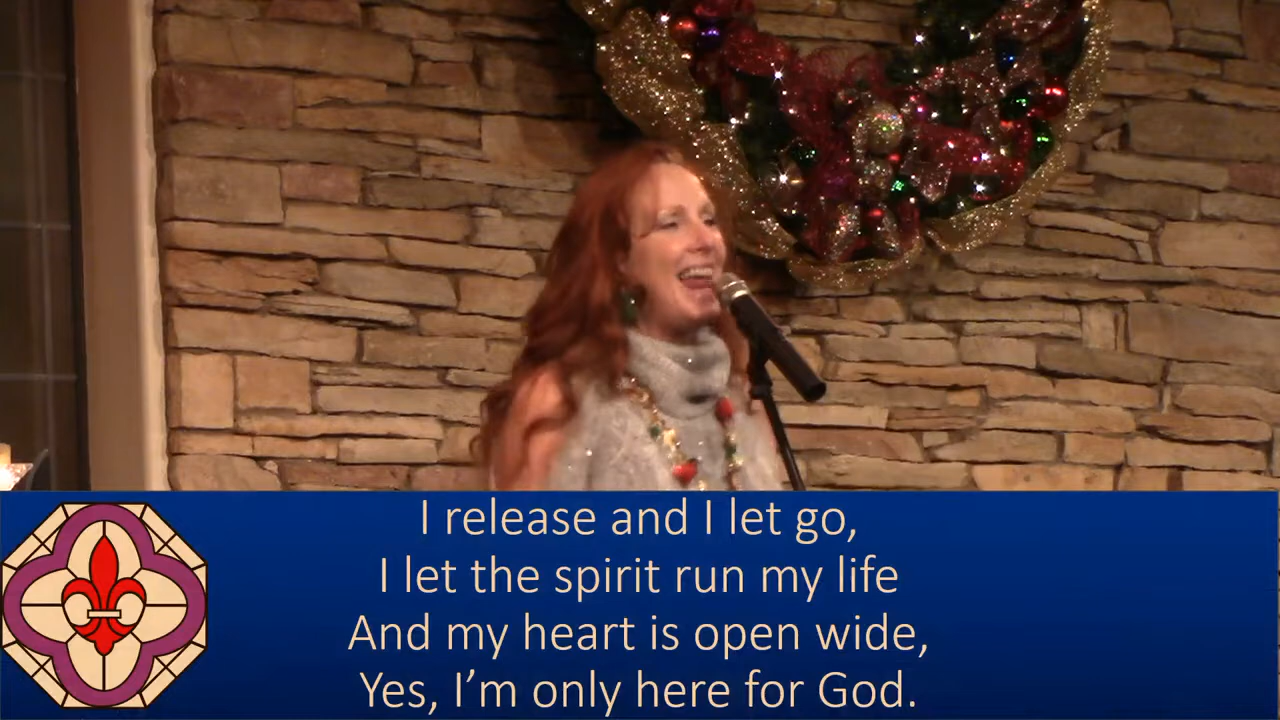 I release and I let go,
I let the spirit run my life
And my heart is open wide,
Yes, I’m only here for God.